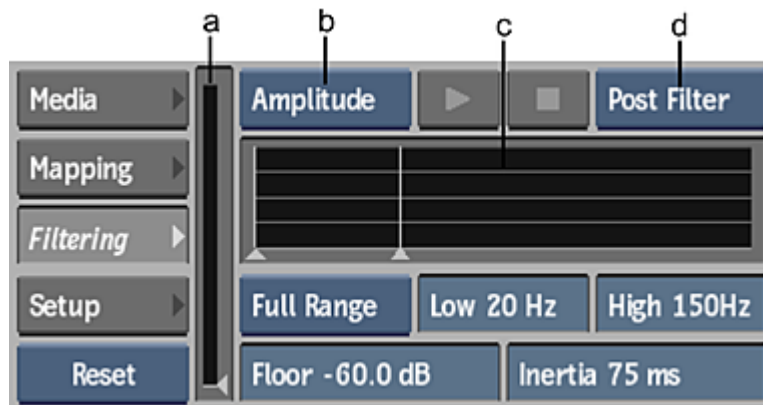 a b c d
Media Amplitude Post Filter
Mapping
Filtering
Setup Full Range Low 20 Hz High 150Hz
Reset Floor -60.0 dB Inertia 75 ms